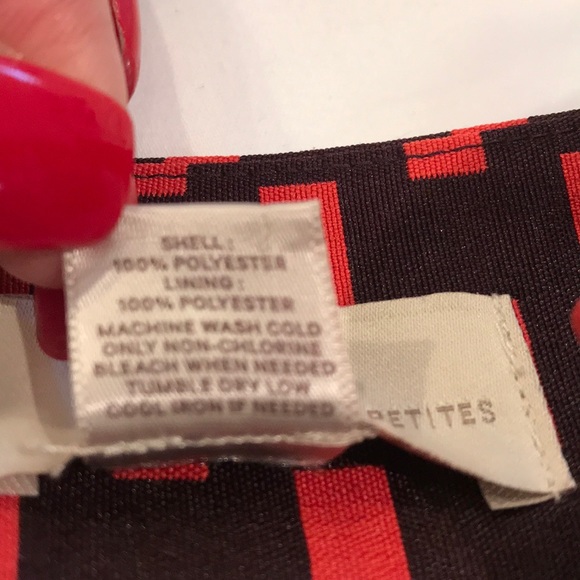 SHELL:
100% POLYESTER
LINING:
100% POLYESTER
MACHINE WASH COLD
ONLY NON-CHLORINE
BLEACH WHEN NEEDED
TUMBLE DRY LOW
COOL IRON IF NEEDED
PETITES